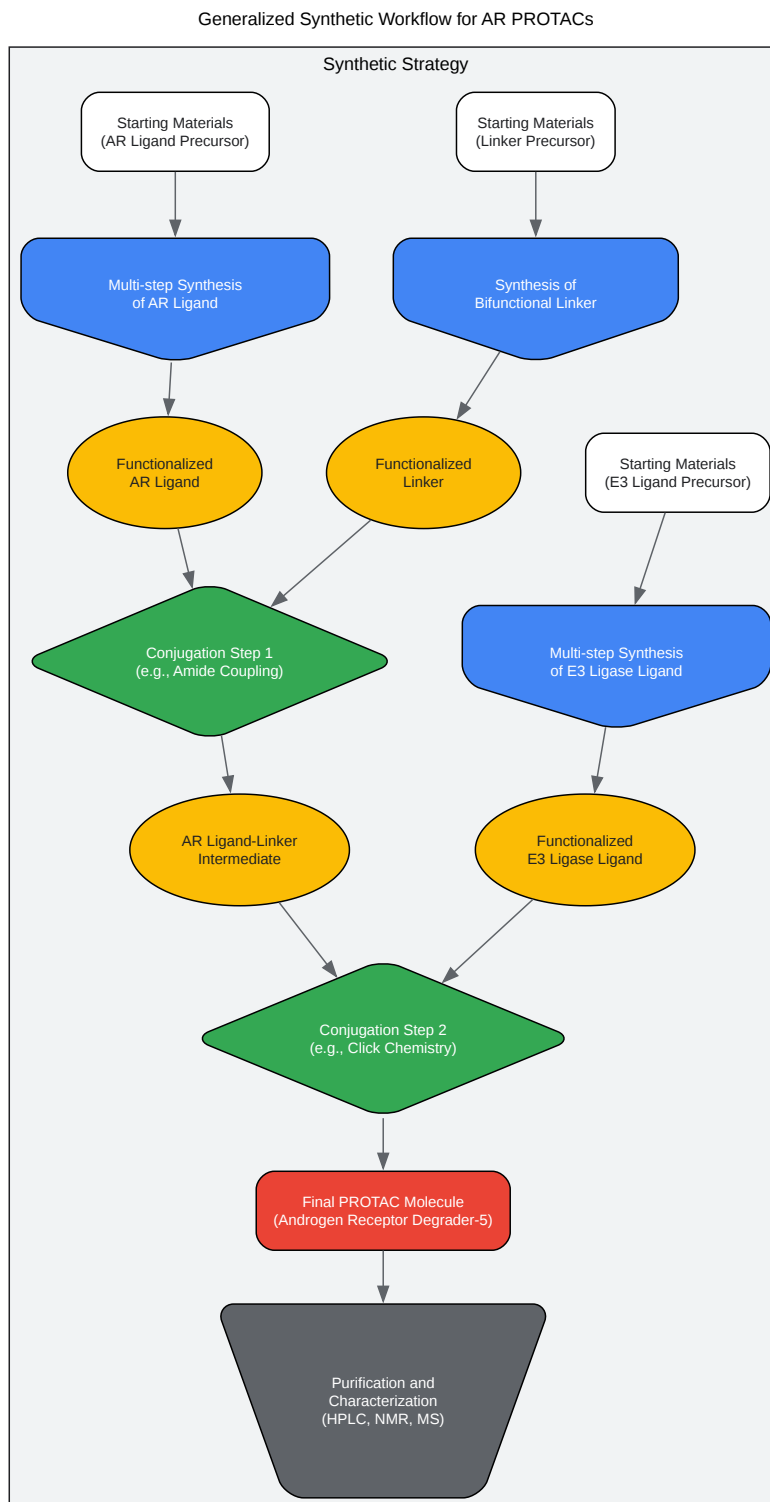 Generalized Synthetic Workflow for AR PROTACs
Synthetic Strategy
Starting Materials
(AR Ligand Precursor)
Starting Materials
(Linker Precursor)
Multi-step Synthesis
of AR Ligand
Synthesis of
Bifunctional Linker
Functionalized
AR Ligand
Functionalized
Linker
Starting Materials
(E3 Ligand Precursor)
Conjugation Step 1
(e.g., Amide Coupling)
Multi-step Synthesis
of E3 Ligase Ligand
AR Ligand-Linker
Intermediate
Functionalized
E3 Ligase Ligand
Conjugation Step 2
(e.g., Click Chemistry)
Final PROTAC Molecule
(Androgen Receptor Degrader-5)
Purification and
Characterization
(HPLC, NMR, MS)